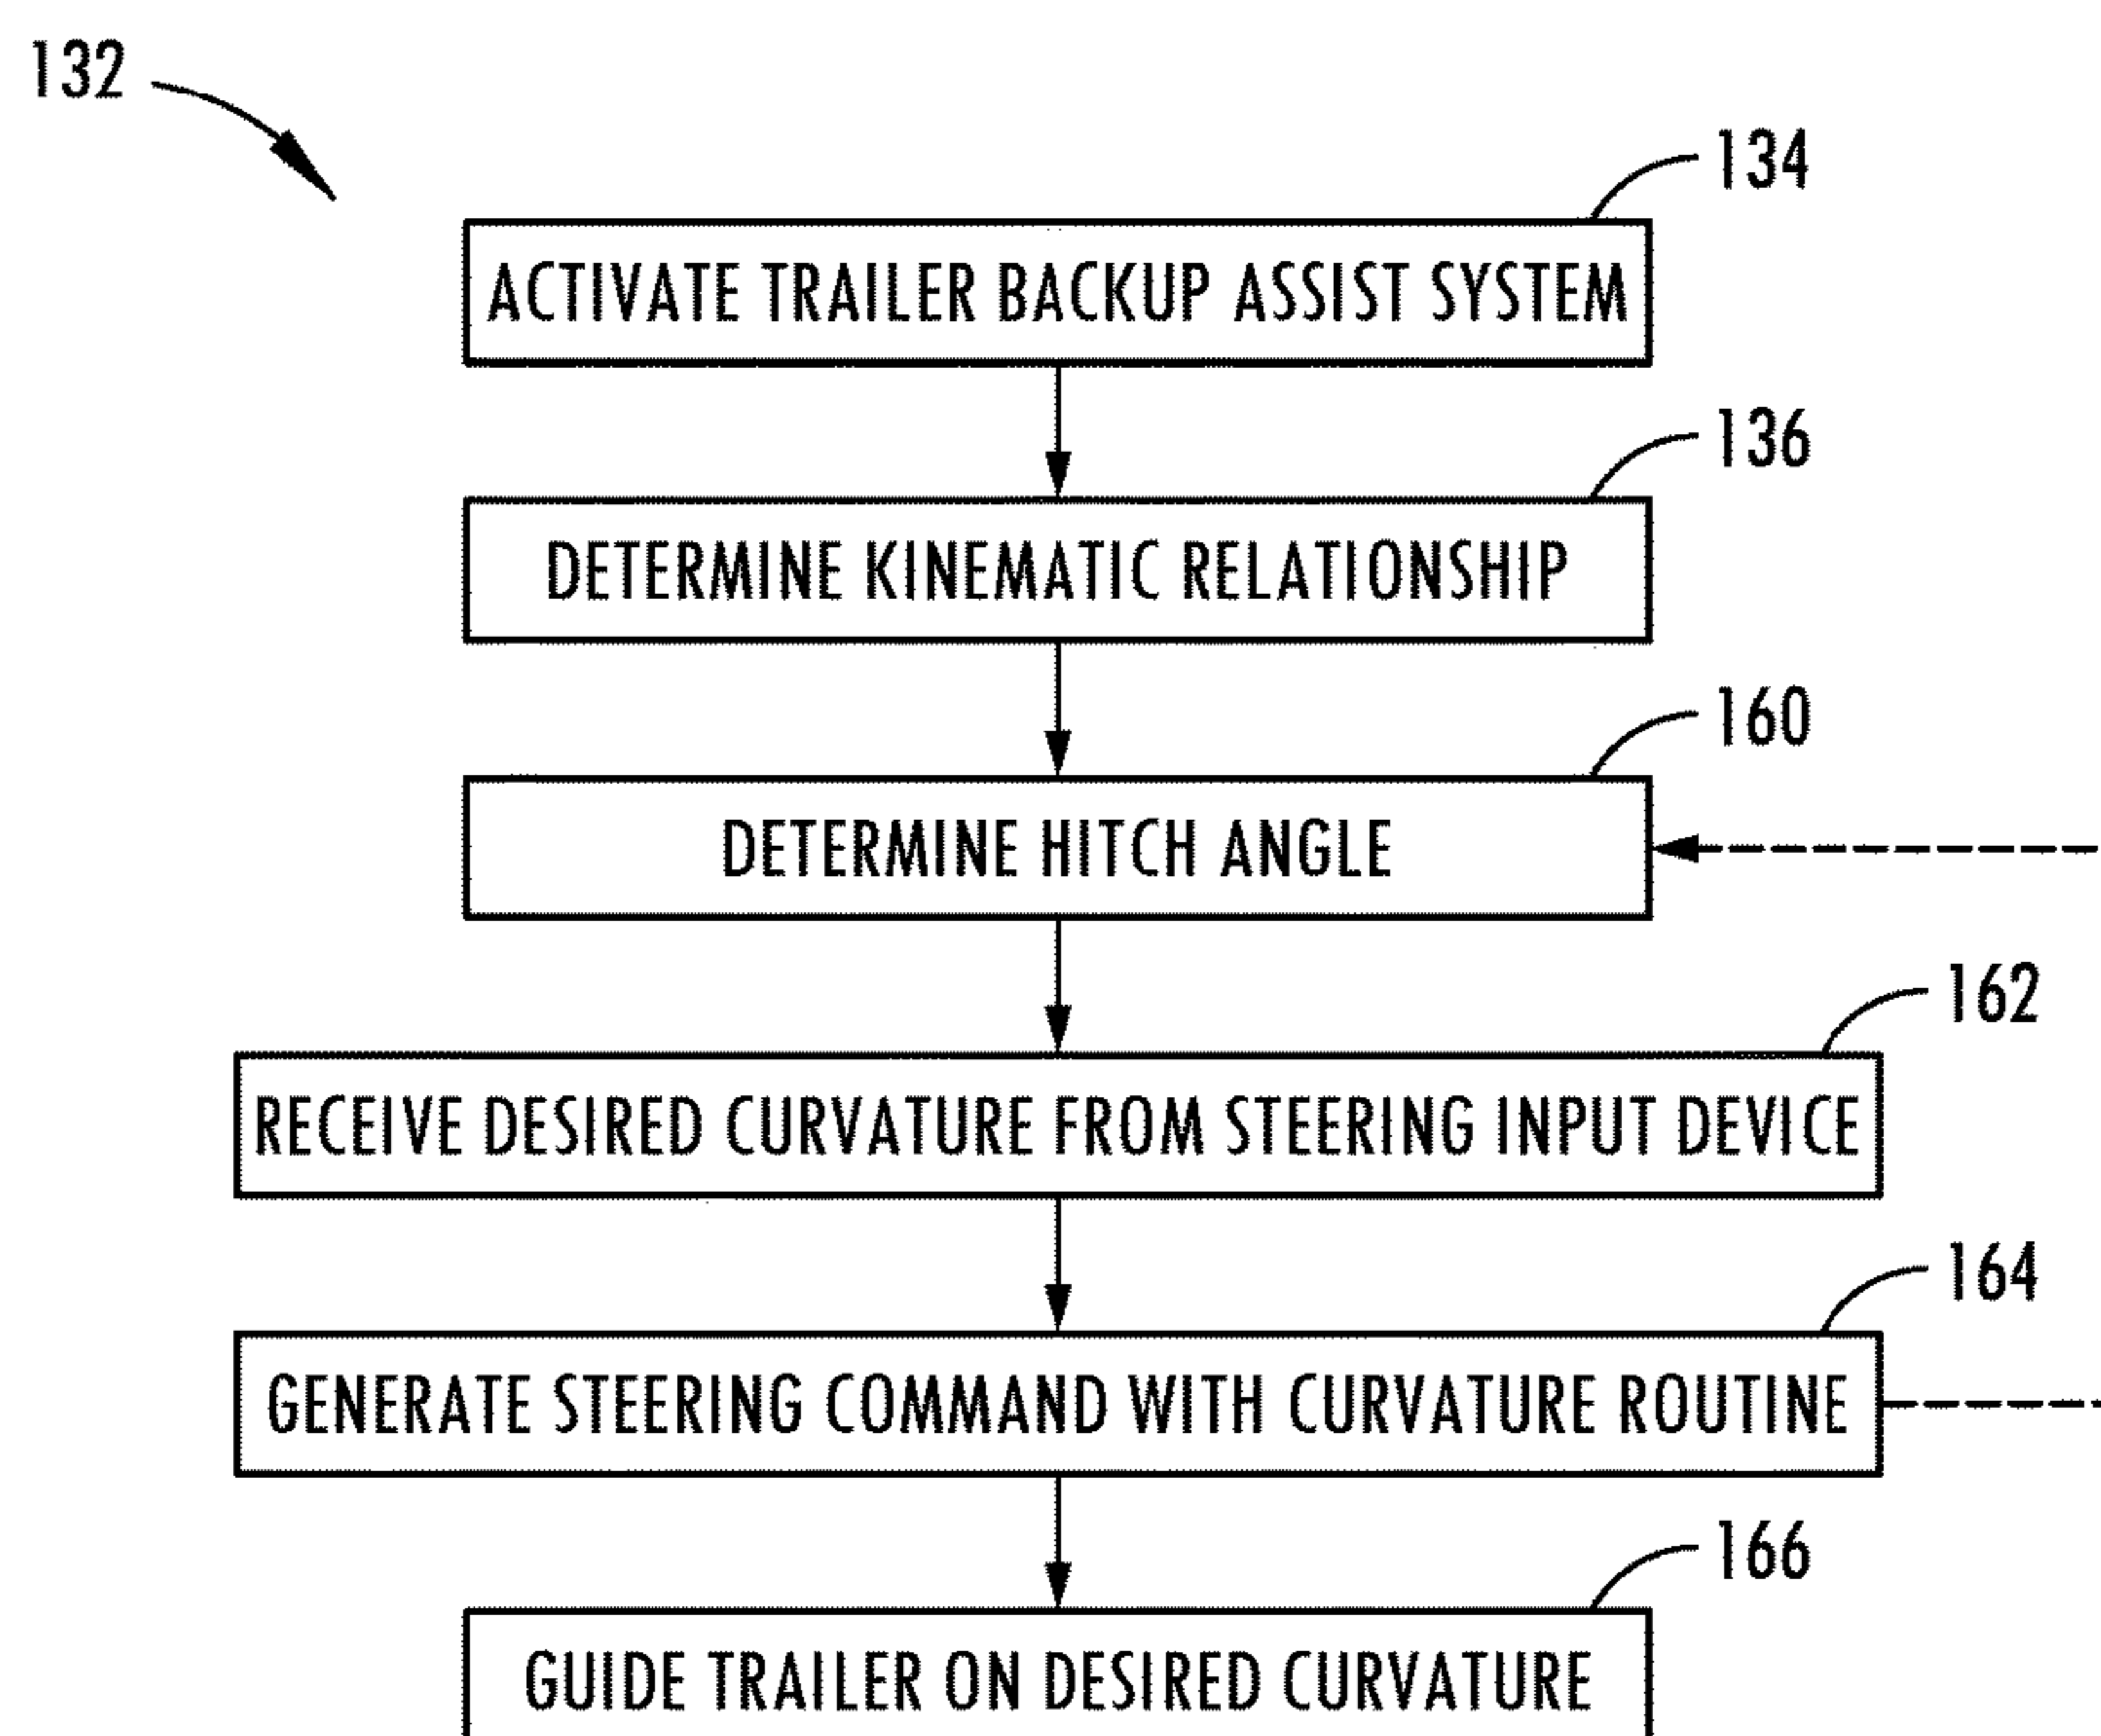 132
134
ACTIVATE TRAILER BACKUP ASSIST SYSTEM
136
DETERMINE KINEMATIC RELATIONSHIP
160
DETERMINE HITCH ANGLE
162
RECEIVE DESIRED CURVATURE FROM STEERING INPUT DEVICE
164
GENERATE STEERING COMMAND WITH CURVATURE ROUTINE
166
GUIDE TRAILER ON DESIRED CURVATURE